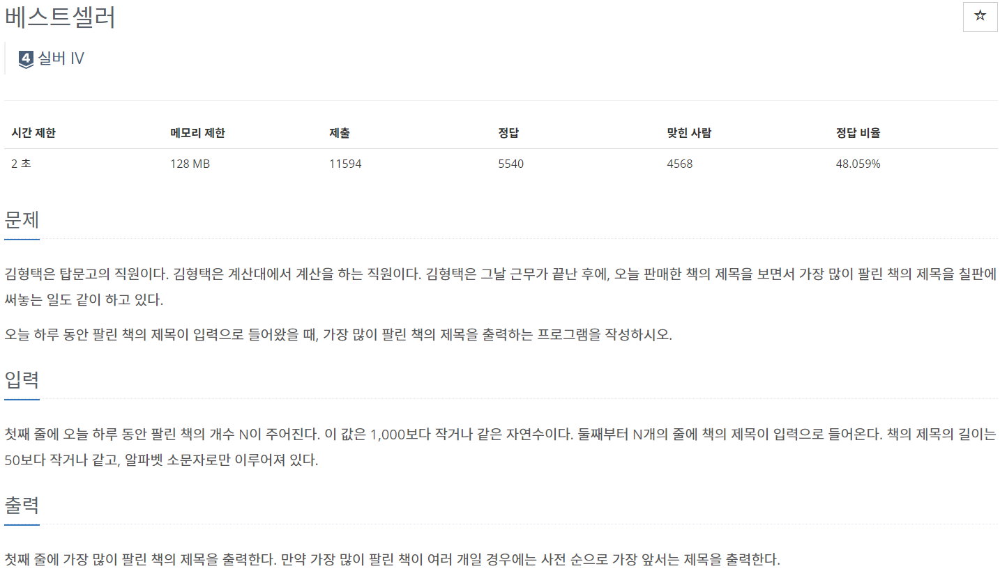 베스트셀러
☆
4 실버 IV
시간 제한 메모리 제한 제출 정답 맞힌 사람 정답 비율
2 초 128 MB 11594 5540 4568 48.059%
문제
김형택은 탑문고의 직원이다. 김형택은 계산대에서 계산을 하는 직원이다. 김형택은 그날 근무가 끝난 후에, 오늘 판매한 책의 제목을 보면서 가장 많이 팔린 책의 제목을 칠판에
써놓는 일도 같이 하고 있다.
오늘 하루 동안 팔린 책의 제목이 입력으로 들어왔을 때, 가장 많이 팔린 책의 제목을 출력하는 프로그램을 작성하시오.
입력
첫째 줄에 오늘 하루 동안 팔린 책의 개수 N이 주어진다. 이 값은 1,000보다 작거나 같은 자연수이다. 둘째부터 N개의 줄에 책의 제목이 입력으로 들어온다. 책의 제목의 길이는
50보다 작거나 같고, 알파벳 소문자로만 이루어져 있다.
출력
첫째 줄에 가장 많이 팔린 책의 제목을 출력한다. 만약 가장 많이 팔린 책이 여러 개일 경우에는 사전 순으로 가장 앞서는 제목을 출력한다.